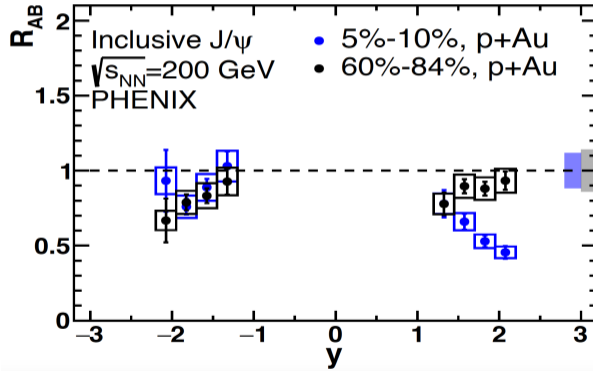 R_AB
2
1.5
1
0.5
0
Inclusive J/ψ
√s_NN=200 GeV
PHENIX
5%-10%, p+Au
60%-84%, p+Au
−3 −2 −1 0 1 2 3
y